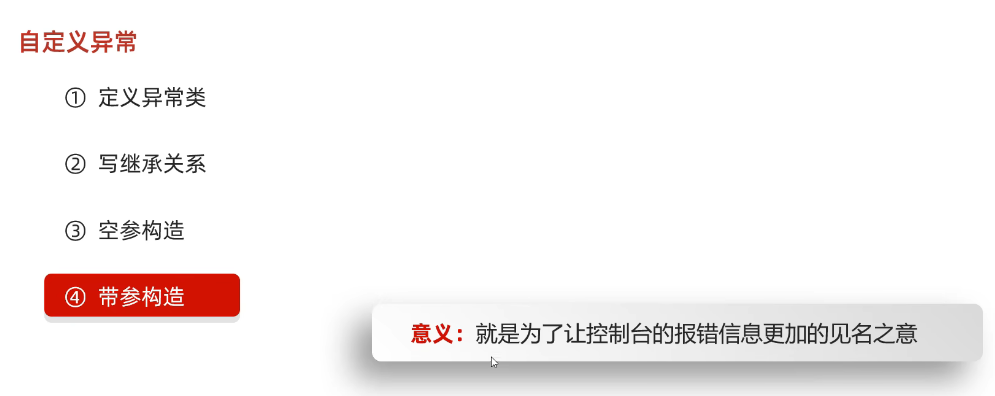 自定义异常
① 定义异常类
② 写继承关系
③ 空参构造
④ 带参构造
意义：就是为了让控制台的报错信息更加的见名之意